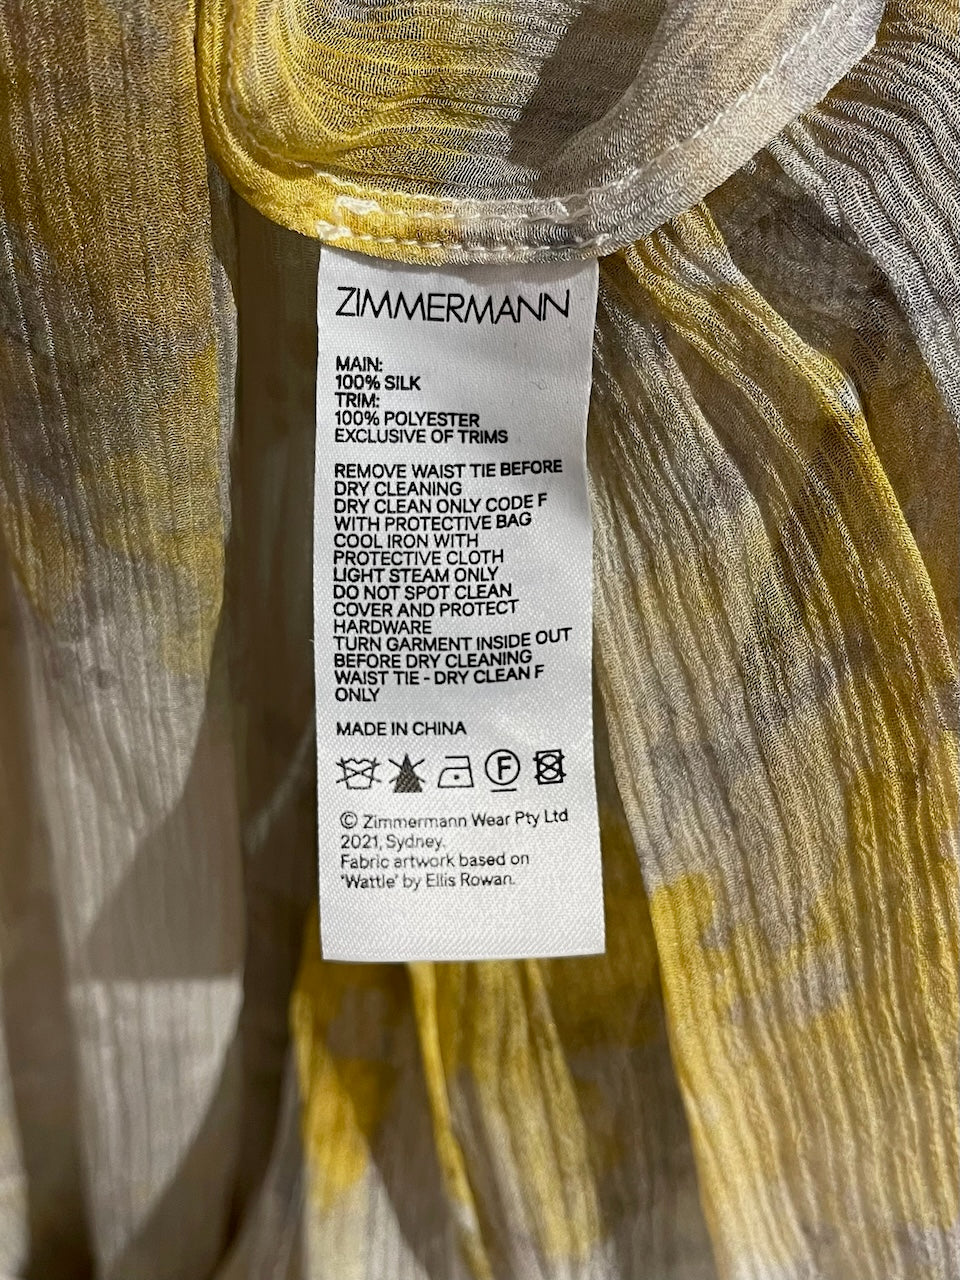 ZIMMERMANN
MAIN:
100% SILK
TRIM:
100% POLYESTER
EXCLUSIVE OF TRIMS
REMOVE WAIST TIE BEFORE
DRY CLEANING
DRY CLEAN ONLY CODE F
WITH PROTECTIVE BAG
COOL IRON WITH
PROTECTIVE CLOTH
LIGHT STEAM ONLY
DO NOT SPOT CLEAN
COVER AND PROTECT
HARDWARE
TURN GARMENT INSIDE OUT
BEFORE DRY CLEANING
WAIST TIE - DRY CLEAN F
ONLY
MADE IN CHINA
F
© Zimmermann Wear Pty Ltd
2021, Sydney.
Fabric artwork based on
'Wattle' by Ellis Rowan.